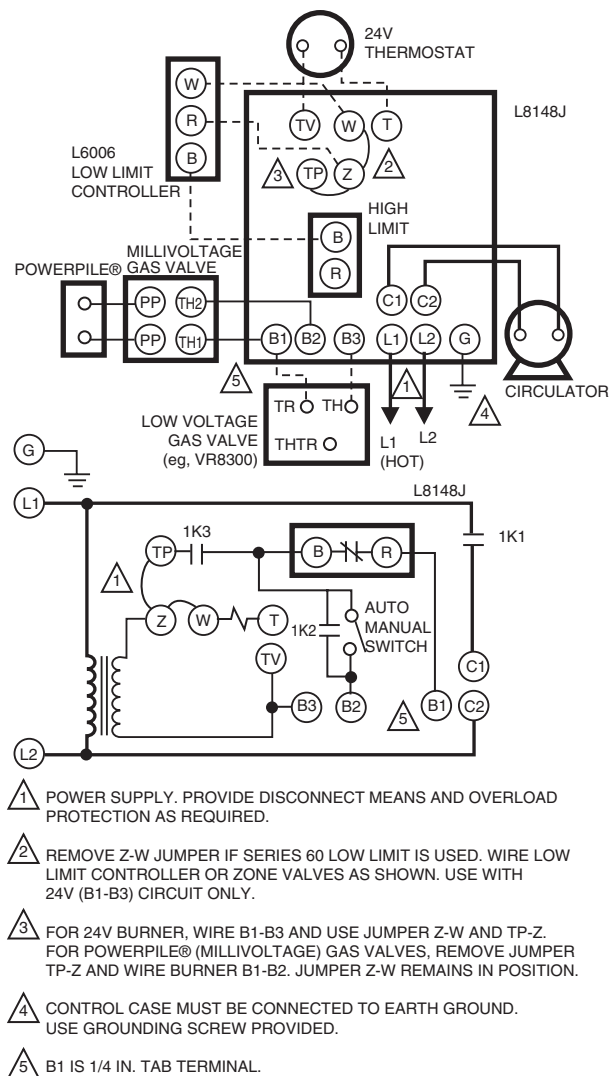 24V
THERMOSTAT
L8148J
W
R
B
L6006
LOW LIMIT
CONTROLLER
TV
W
T
3
TP
Z
2
HIGH
LIMIT
B
R
MILLIVOLTAGE
GAS VALVE
POWERPILE®
PP
TH2
PP
TH1
C1
C2
B1
B2
B3
L1
L2
G
CIRCULATOR
5
1
4
TR
TH
LOW VOLTAGE
GAS VALVE
(eg, VR8300)
THTR
L1
(HOT)
L2
G
L8148J
L1
1K3
TP
B
R
1K1
1
Z
W
T
1K2
AUTO
MANUAL
SWITCH
TV
C1
B3
B2
5
B1
C2
L2
1 POWER SUPPLY. PROVIDE DISCONNECT MEANS AND OVERLOAD
PROTECTION AS REQUIRED.
2 REMOVE Z-W JUMPER IF SERIES 60 LOW LIMIT IS USED. WIRE LOW
LIMIT CONTROLLER OR ZONE VALVES AS SHOWN. USE WITH
24V (B1-B3) CIRCUIT ONLY.
3 FOR 24V BURNER, WIRE B1-B3 AND USE JUMPER Z-W AND TP-Z.
FOR POWERPILE® (MILLIVOLTAGE) GAS VALVES, REMOVE JUMPER
TP-Z AND WIRE BURNER B1-B2. JUMPER Z-W REMAINS IN POSITION.
4 CONTROL CASE MUST BE CONNECTED TO EARTH GROUND.
USE GROUNDING SCREW PROVIDED.
5 B1 IS 1/4 IN. TAB TERMINAL.